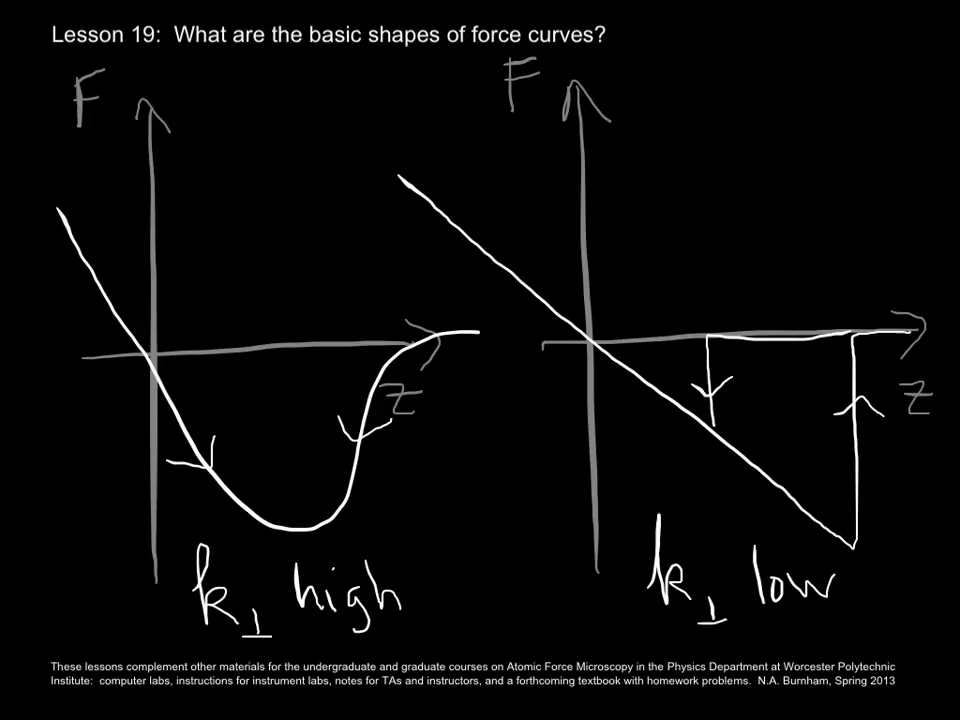 Lesson 19: What are the basic shapes of force curves?
F
F
z
z
k⊥ high
k⊥ low
These lessons complement other materials for the undergraduate and graduate courses on Atomic Force Microscopy in the Physics Department at Worcester Polytechnic
Institute: computer labs, instructions for instrument labs, notes for TAs and instructors, and a forthcoming textbook with homework problems. N.A. Burnham, Spring 2013